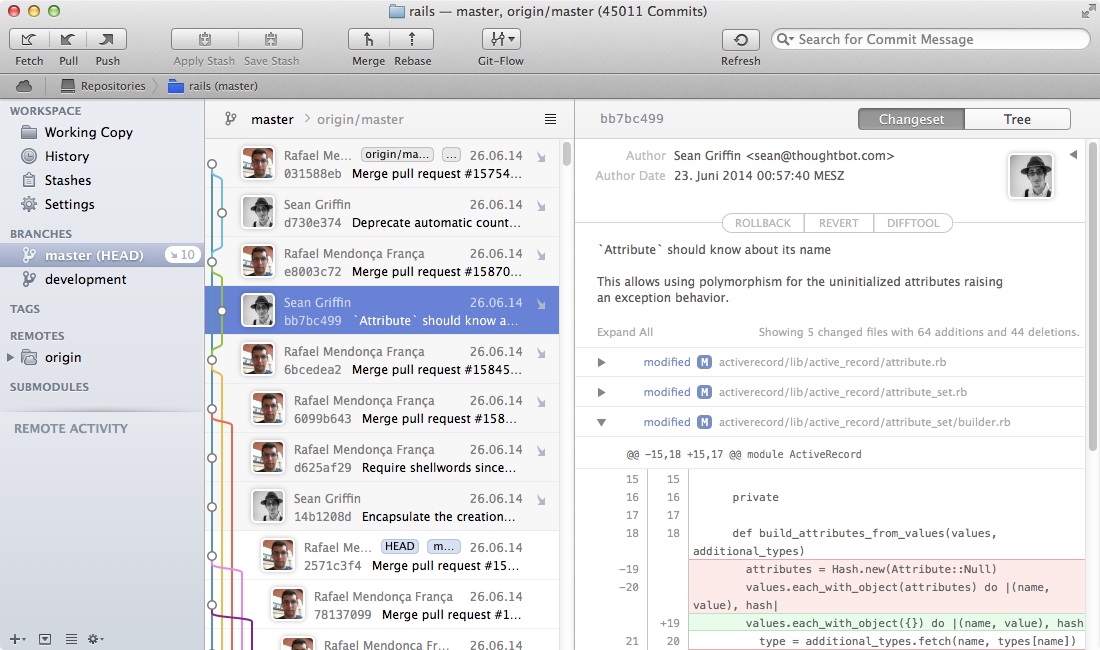 rails — master, origin/master (45011 Commits)
Fetch Pull Push Apply Stash Save Stash Merge Rebase Git-Flow Refresh
Search for Commit Message
Repositories rails (master)
WORKSPACE
Working Copy
History
Stashes
Settings
BRANCHES
master (HEAD) 10
development
TAGS
REMOTES
origin
SUBMODULES
REMOTE ACTIVITY
master origin/master
Rafael Me... origin/ma... ... 26.06.14
031588eb Merge pull request #15754...
Sean Griffin 26.06.14
d730e374 Deprecate automatic count...
Rafael Mendonça França 26.06.14
e8003c72 Merge pull request #15870...
Sean Griffin 26.06.14
bb7bc499 `Attribute` should know a...
Rafael Mendonça França 26.06.14
6bcedea2 Merge pull request #15845...
Rafael Mendonça França 26.06.14
6099b643 Merge pull request #158...
Rafael Mendonça França 26.06.14
d625af29 Require shellwords since...
Sean Griffin 26.06.14
14b1208d Encapsulate the creation...
Rafael Me... HEAD m... 26.06.14
2571c3f4 Merge pull request #15...
Rafael Mendonça França 26.06.14
78137099 Merge pull request #1...
Rafael Mendonça Fr... 26.06.14
bb7bc499 Changeset Tree
Author Sean Griffin <sean@thoughtbot.com>
Author Date 23. Juni 2014 00:57:40 MESZ
ROLLBACK REVERT DIFFTOOL
`Attribute` should know about its name
This allows using polymorphism for the uninitialized attributes raising
an exception behavior.
Expand All Showing 5 changed files with 64 additions and 44 deletions.
modified M activerecord/lib/active_record/attribute.rb
modified M activerecord/lib/active_record/attribute_set.rb
modified M activerecord/lib/active_record/attribute_set/builder.rb
@@ -15,18 +15,17 @@ module ActiveRecord
15 15
16 16 private
17 17
18 18 def build_attributes_from_values(values,
additional_types)
-19 attributes = Hash.new(Attribute::Null)
-20 values.each_with_object(attributes) do |(name,
value), hash|
+19 values.each_with_object({}) do |(name, value), hash
21 20 type = additional_types.fetch(name, types[name])